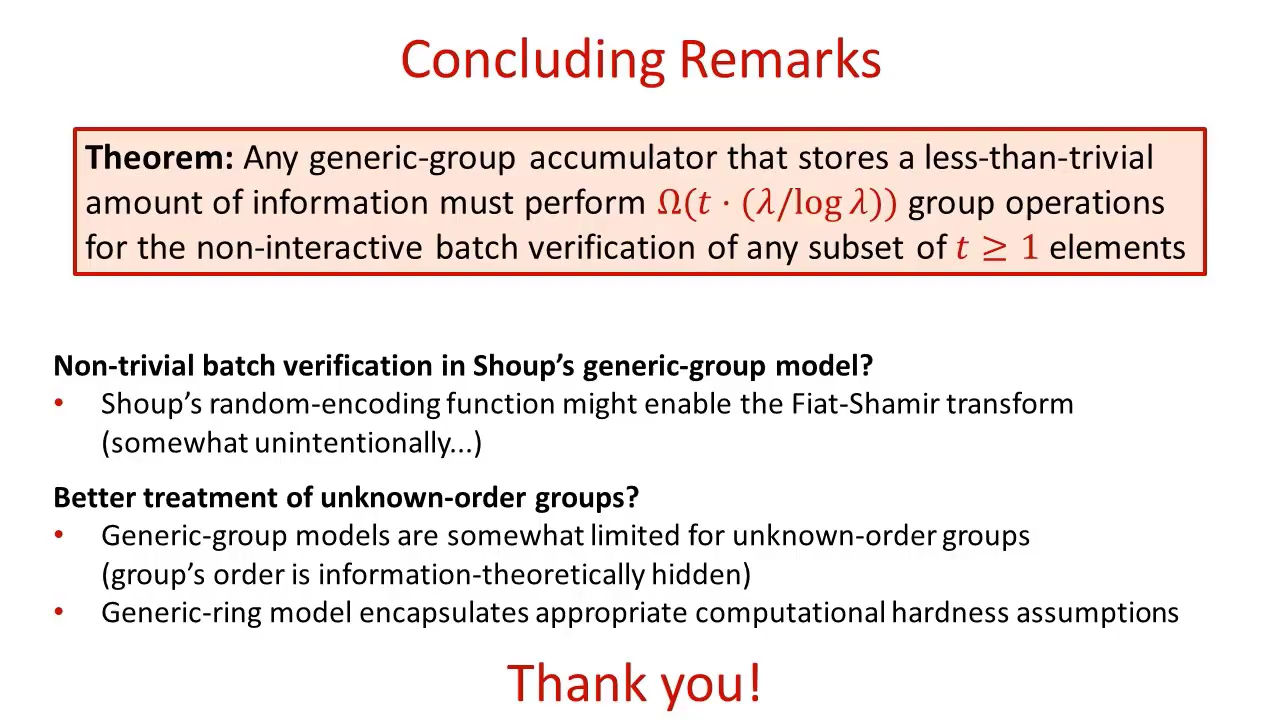 Concluding Remarks
Theorem: Any generic-group accumulator that stores a less-than-trivial
amount of information must perform Ω(t · (λ/log λ)) group operations
for the non-interactive batch verification of any subset of t ≥ 1 elements
Non-trivial batch verification in Shoup's generic-group model?
• Shoup's random-encoding function might enable the Fiat-Shamir transform
(somewhat unintentionally...)
Better treatment of unknown-order groups?
• Generic-group models are somewhat limited for unknown-order groups
(group's order is information-theoretically hidden)
• Generic-ring model encapsulates appropriate computational hardness assumptions
Thank you!